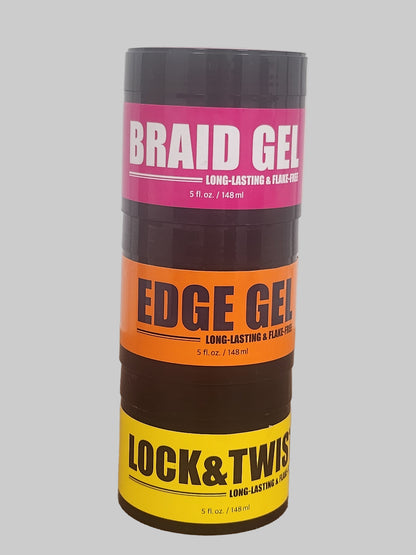 BRAID GEL
LONG-LASTING & FLAKE-FREE
5 fl. oz. / 148 ml
EDGE GEL
LONG-LASTING & FLAKE-FREE
5 fl. oz. / 148 ml
LOCK&TWIS
LONG-LASTING & FLAK
5 fl. oz. / 148 ml